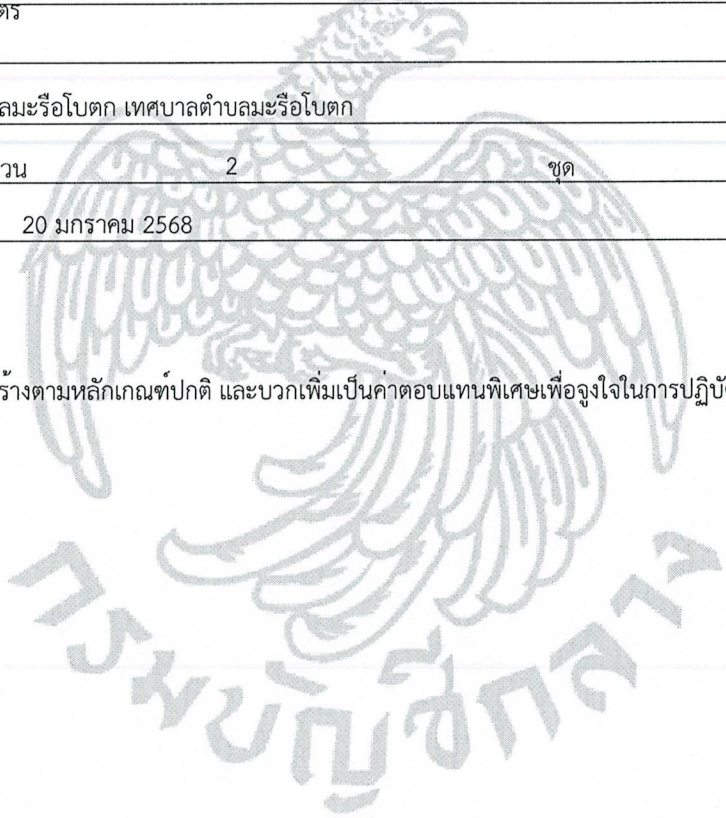 ตร
ลมะรือโบตก เทศบาลตำบลมะรือโบตก
วน 2 ชุด
20 มกราคม 2568
ร้างตามหลักเกณฑ์ปกติ และบวกเพิ่มเป็นค่าตอบแทนพิเศษเพื่อจูงใจในการปฏิบั
กรมบัญชีกลาง